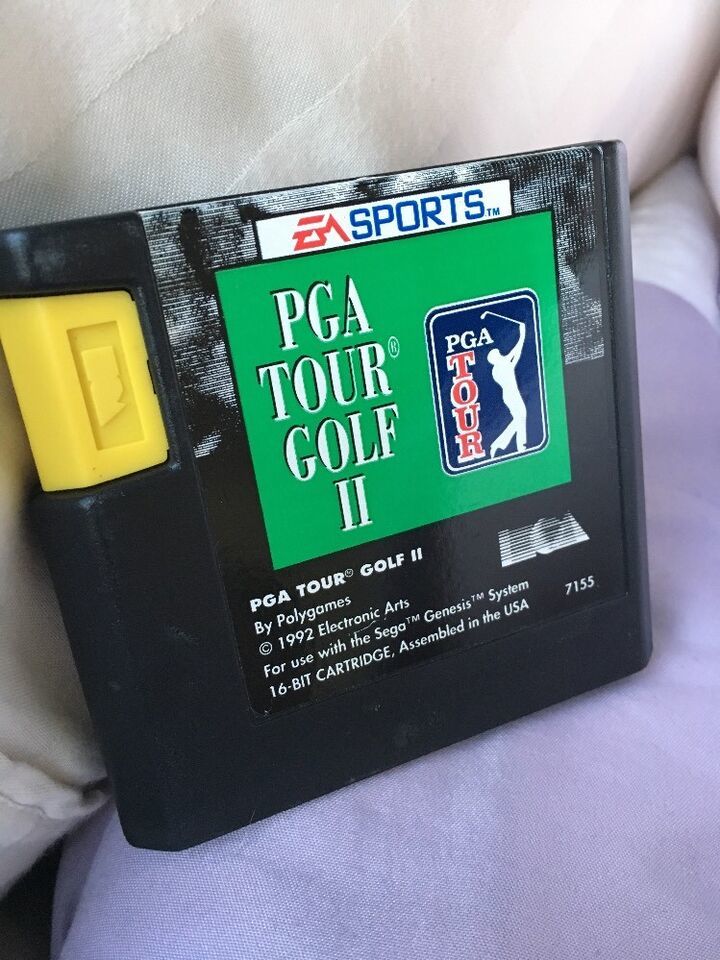 EA SPORTS™
PGA
TOUR®
GOLF
II
PGA
TOUR
PGA TOUR® GOLF II
By Polygames
© 1992 Electronic Arts
For use with the Sega™ Genesis™ System
16-BIT CARTRIDGE, Assembled in the USA
7155